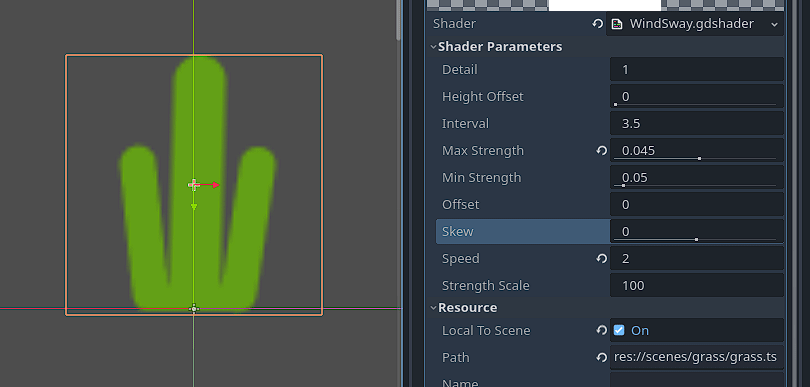 Shader WindSway.gdshader
Shader Parameters
Detail 1
Height Offset 0
Interval 3.5
Max Strength 0.045
Min Strength 0.05
Offset 0
Skew 0
Speed 2
Strength Scale 100
Resource
Local To Scene On
Path res://scenes/grass/grass.ts
Name